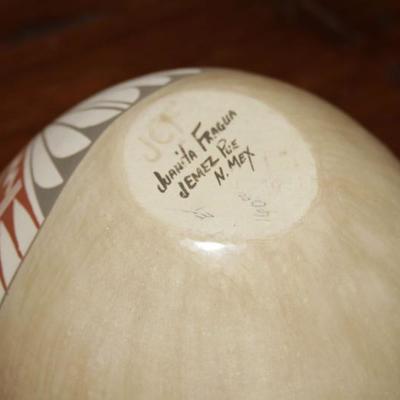 JCF
JUANITA FRAGUA
JEMEZ PUE
N. MEX